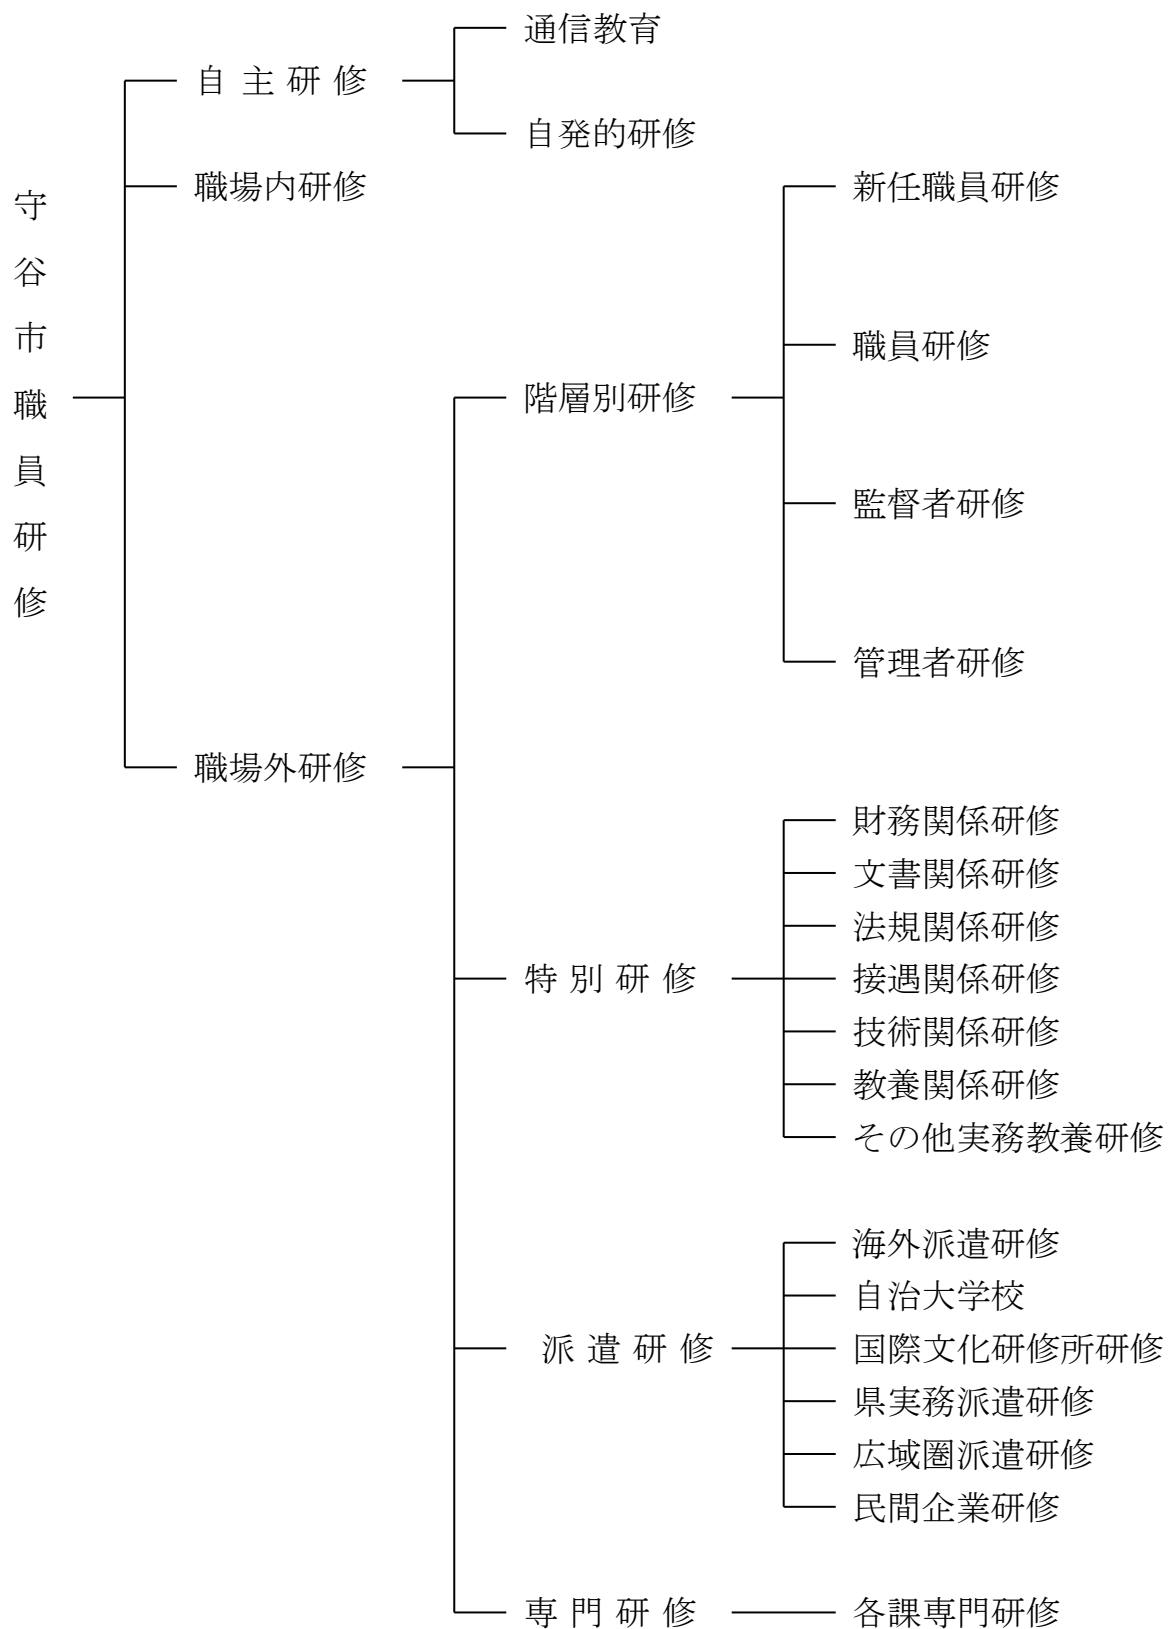 守谷市職員研修
自主研修
通信教育
自発的研修
職場内研修
職場外研修
階層別研修
新任職員研修
職員研修
監督者研修
管理者研修
特別研修
財務関係研修
文書関係研修
法規関係研修
接遇関係研修
技術関係研修
教養関係研修
その他実務教養研修
派遣研修
海外派遣研修
自治大学校
国際文化研修所研修
県実務派遣研修
広域圏派遣研修
民間企業研修
専門研修
各課専門研修